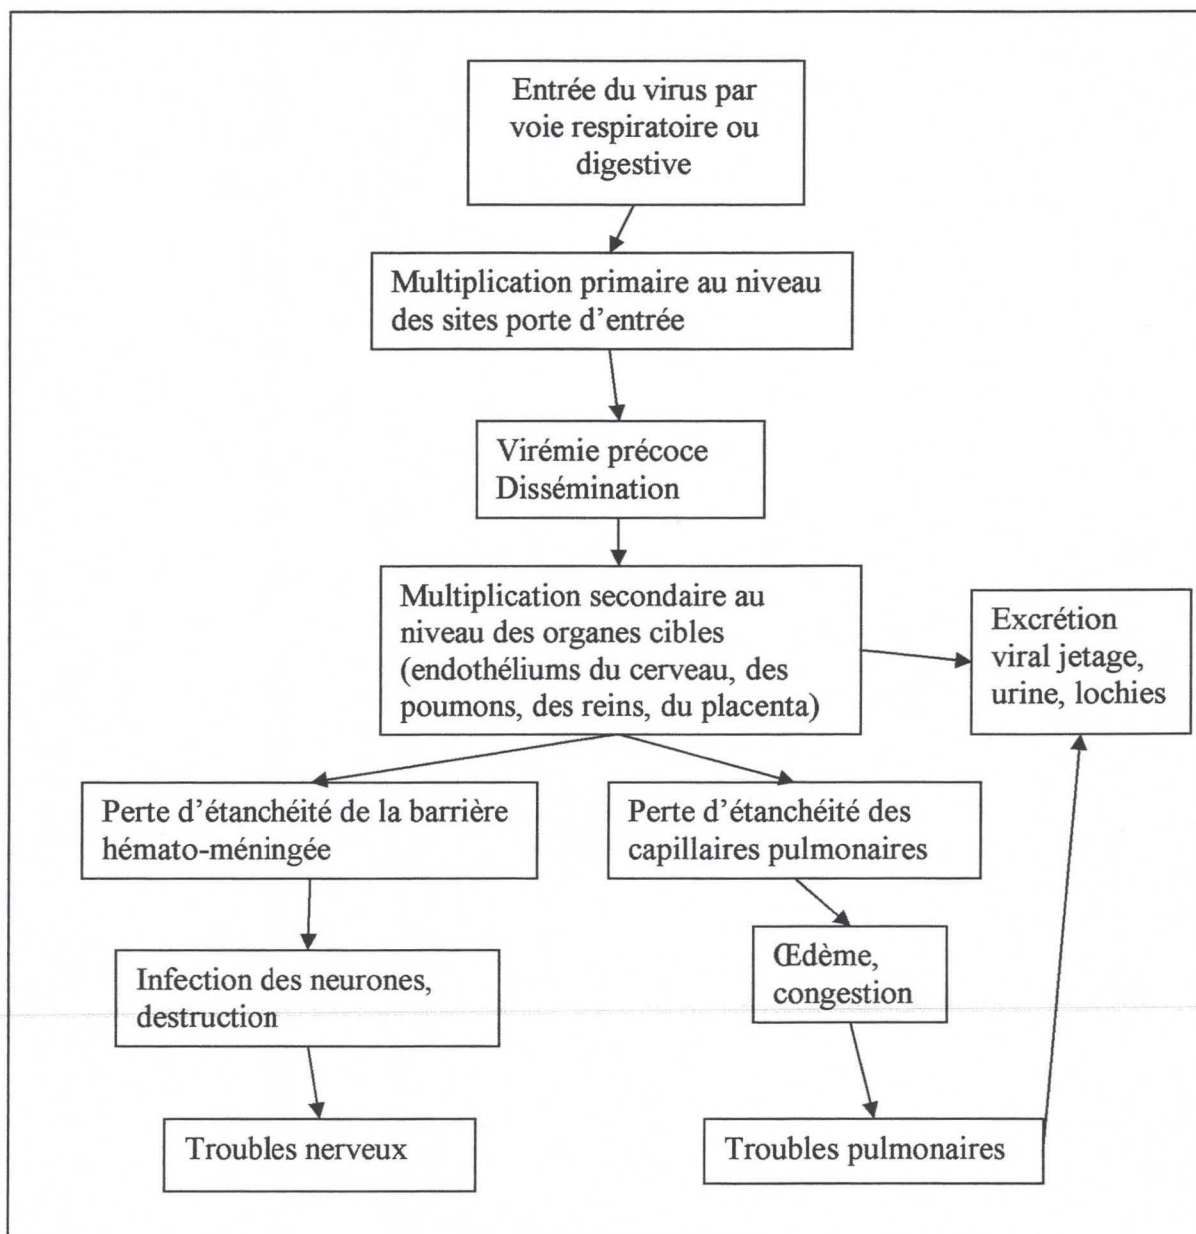 Entrée du virus par
voie respiratoire ou
digestive
Multiplication primaire au niveau
des sites porte d'entrée
Virémie précoce
Dissémination
Multiplication secondaire au
niveau des organes cibles
(endothéliums du cerveau, des
poumons, des reins, du placenta)
Excrétion
viral jetage,
urine, lochies
Perte d'étanchéité de la barrière
hémato-méningée
Perte d'étanchéité des
capillaires pulmonaires
Infection des neurones,
destruction
Œdème,
congestion
Troubles nerveux
Troubles pulmonaires